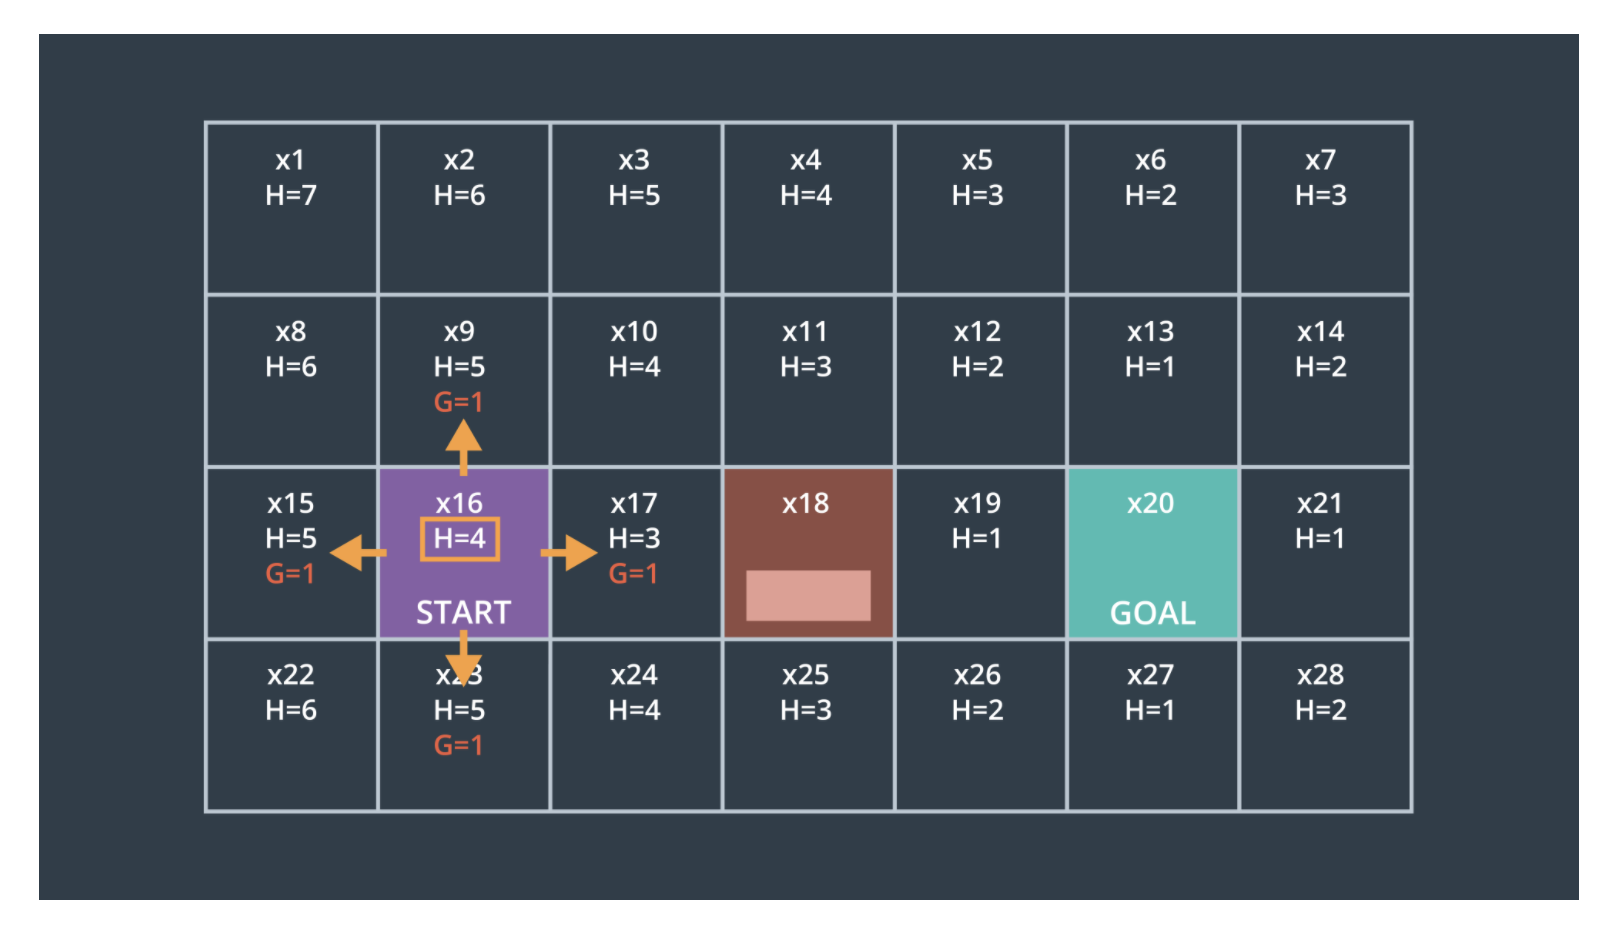 x1
H=7
x2
H=6
x3
H=5
x4
H=4
x5
H=3
x6
H=2
x7
H=3
x8
H=6
x9
H=5
G=1
x10
H=4
x11
H=3
x12
H=2
x13
H=1
x14
H=2
x15
H=5
G=1
x16
H=4
START
x17
H=3
G=1
x18
x19
H=1
x20
GOAL
x21
H=1
x22
H=6
x23
H=5
G=1
x24
H=4
x25
H=3
x26
H=2
x27
H=1
x28
H=2